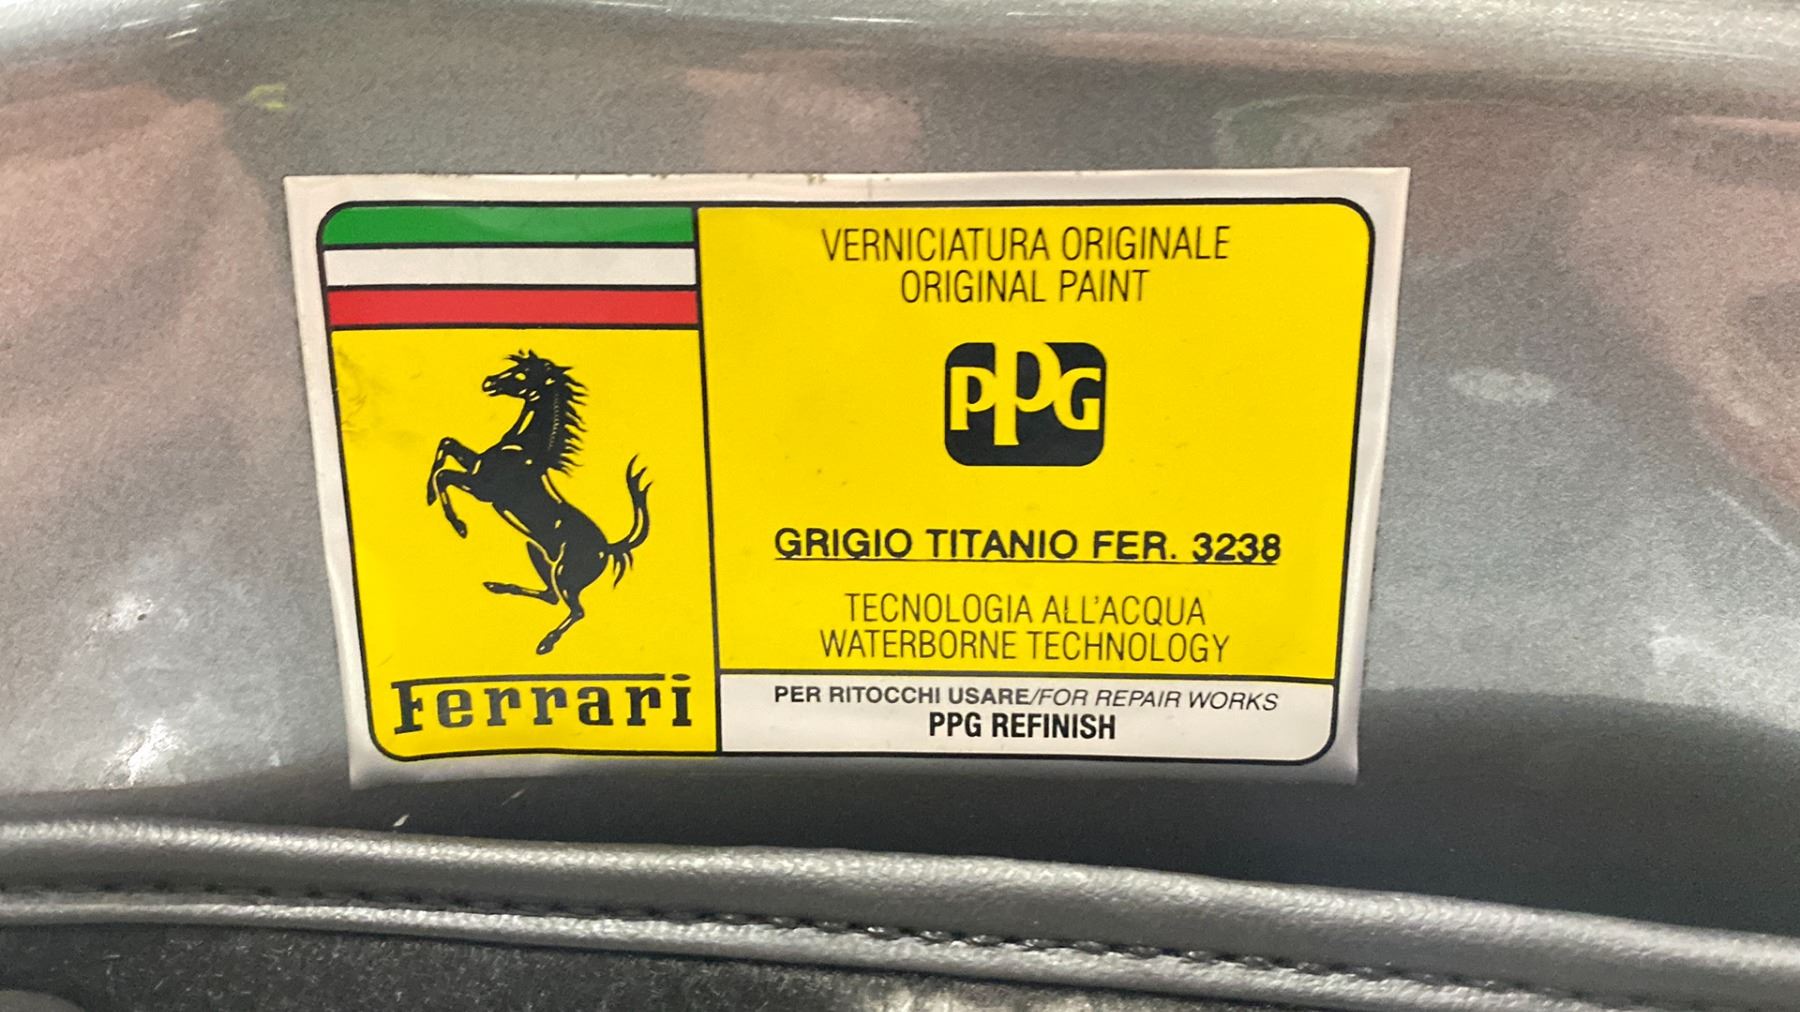 VERNICIATURA ORIGINALE
ORIGINAL PAINT
PPG
GRIGIO TITANIO FER. 3238
TECNOLOGIA ALL'ACQUA
WATERBORNE TECHNOLOGY
Ferrari
PER RITOCCHI USARE/FOR REPAIR WORKS
PPG REFINISH